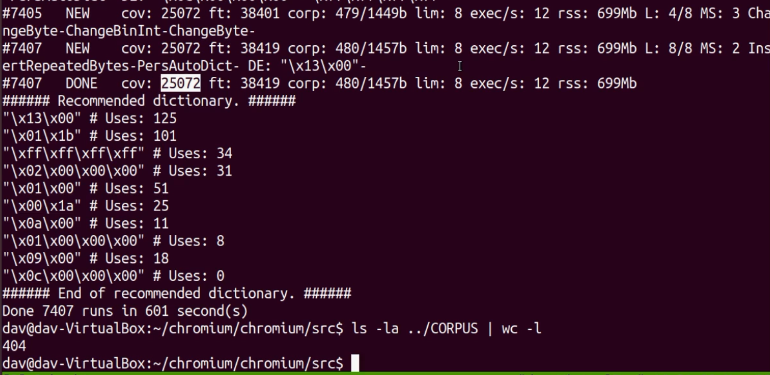 #7405 NEW cov: 25072 ft: 38401 corp: 479/1449b lim: 8 exec/s: 12 rss: 699Mb L: 4/8 MS: 3 Cha
ngeByte-ChangeBinInt-ChangeByte-
#7407 NEW cov: 25072 ft: 38419 corp: 480/1457b lim: 8 exec/s: 12 rss: 699Mb L: 8/8 MS: 2 Ins
ertRepeatedBytes-PersAutoDict- DE: "\x13\x00"-
#7407 DONE cov: 25072 ft: 38419 corp: 480/1457b lim: 8 exec/s: 12 rss: 699Mb
###### Recommended dictionary. ######
"\x13\x00" # Uses: 125
"\x01\x1b" # Uses: 101
"\xff\xff\xff\xff" # Uses: 34
"\x02\x00\x00\x00" # Uses: 31
"\x01\x00" # Uses: 51
"\x00\x1a" # Uses: 25
"\x0a\x00" # Uses: 11
"\x01\x00\x00\x00" # Uses: 8
"\x09\x00" # Uses: 18
"\x0c\x00\x00\x00" # Uses: 0
###### End of recommended dictionary. ######
Done 7407 runs in 601 second(s)
dav@dav-VirtualBox:~/chromium/chromium/src$ ls -la ../CORPUS | wc -l
404
dav@dav-VirtualBox:~/chromium/chromium/src$